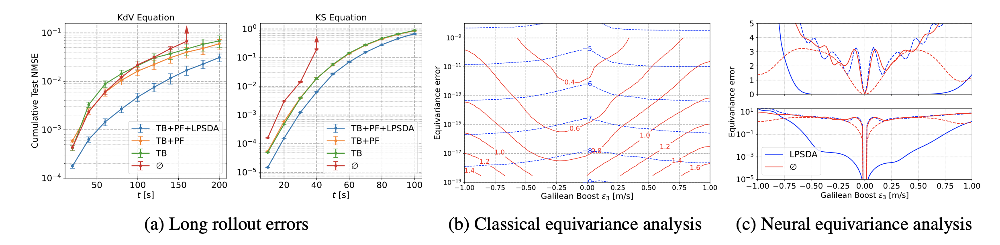 KdV Equation
Cumulative Test NMSE
10⁻¹
10⁻²
10⁻³
10⁻⁴
50 100 150 200
t [s]
TB+PF+LPSDA
TB+PF
TB
∅
KS Equation
10⁰
10⁻¹
10⁻²
10⁻³
10⁻⁴
10⁻⁵
20 40 60 80 100
t [s]
TB+PF+LPSDA
TB+PF
TB
∅
(a) Long rollout errors
Equivariance error
10⁻⁹
10⁻¹¹
10⁻¹³
10⁻¹⁵
10⁻¹⁷
10⁻¹⁹
−5
0.4
−6
−7
0.6
1.0
1.2
−8
0.8
1.0
1.2
1.4
1.4
1.6
−9
−1.00 −0.75 −0.50 −0.25 0.00 0.25 0.50 0.75 1.00
Galilean Boost ε₃ [m/s]
(b) Classical equivariance analysis
Equivariance error
5
4
3
2
1
0
10¹
10⁻¹
10⁻³
10⁻⁵
LPSDA
∅
−1.00 −0.75 −0.50 −0.25 0.00 0.25 0.50 0.75 1.00
Galilean Boost ε₃ [m/s]
(c) Neural equivariance analysis